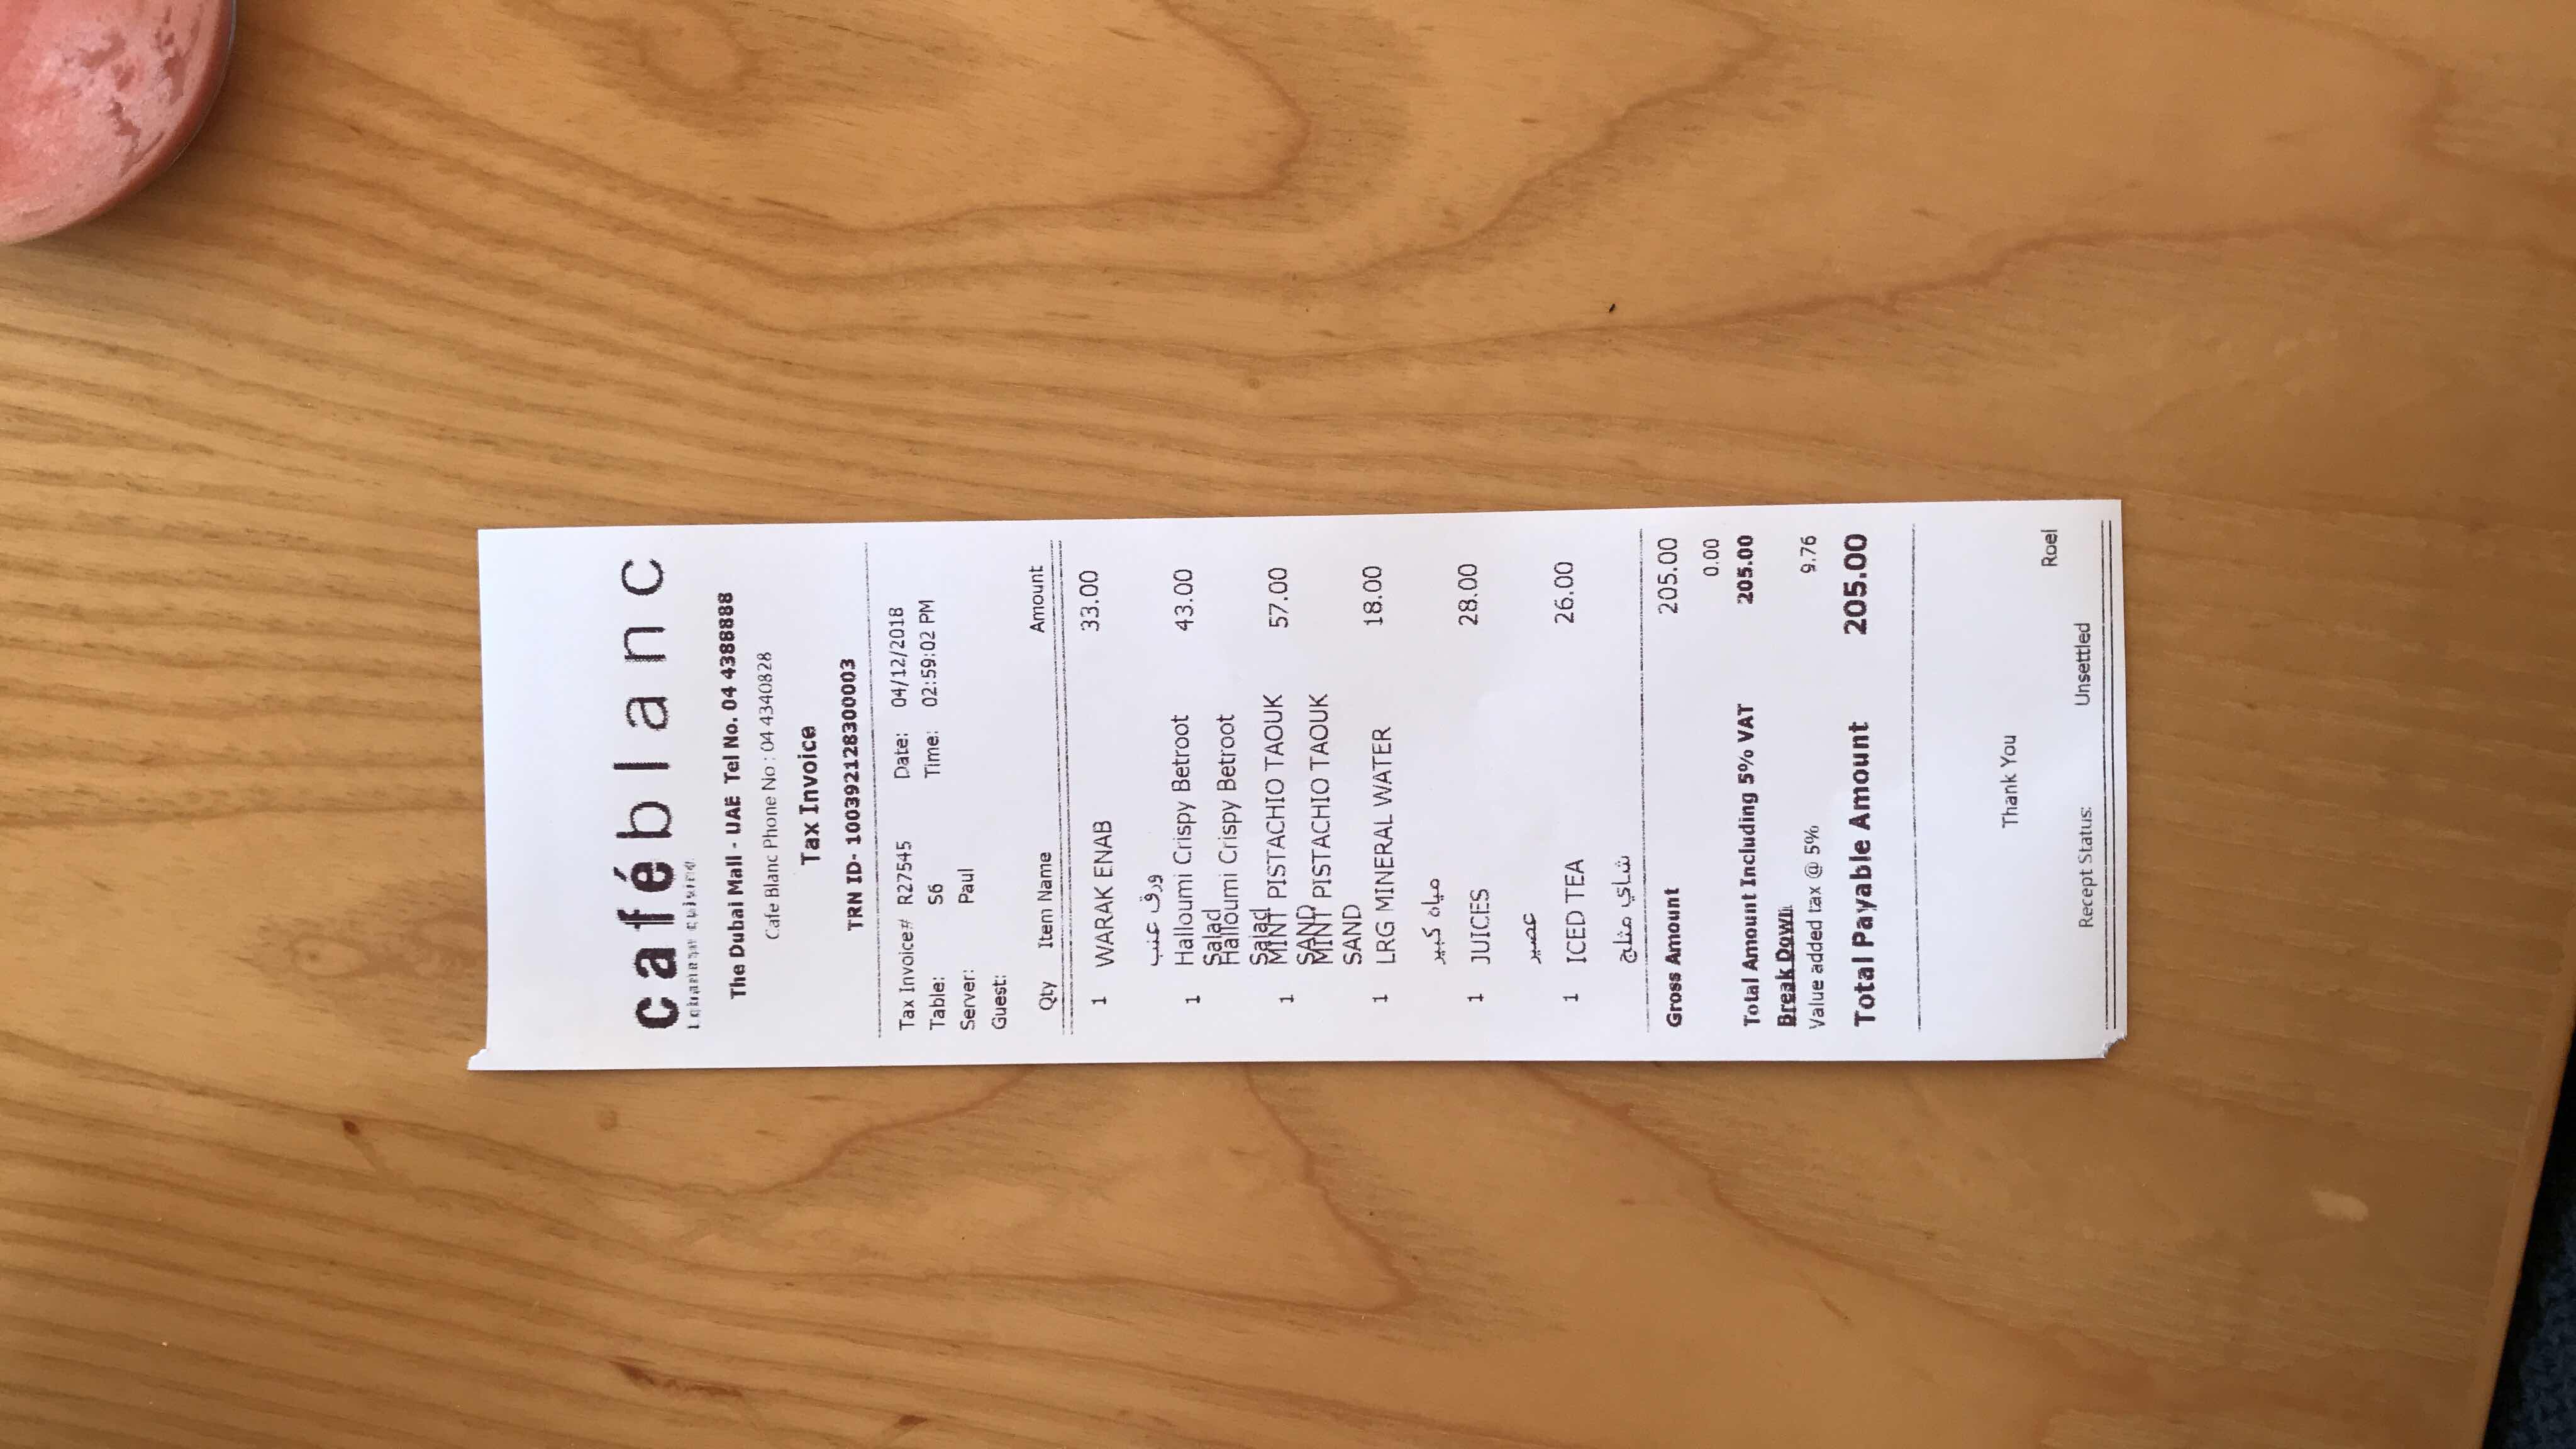 caféblanc
Lebanese cuisine
The Dubai Mall - UAE Tel No. 04 4388888
Cafe Blanc Phone No : 04 4340828
Tax Invoice
TRN ID- 100392128300003
Tax Invoice# R27545 Date: 04/12/2018
Table: S6 Time: 02:59:02 PM
Server: Paul
Guest:
Qty Item Name Amount
1 WARAK ENAB 33.00
ورق عنب
1 Halloumi Crispy Betroot 43.00
Salad
Halloumi Crispy Betroot
Salad
1 MINT PISTACHIO TAOUK 57.00
SAND
MINT PISTACHIO TAOUK
SAND
1 LRG MINERAL WATER 18.00
مياه كبير
1 JUICES 28.00
عصير
1 ICED TEA 26.00
شاي مثلج
Gross Amount 205.00
0.00
Total Amount Including 5% VAT 205.00
Break Down
Value added tax @ 5% 9.76
Total Payable Amount 205.00
Thank You
Roel
Recept Status: Unsettled